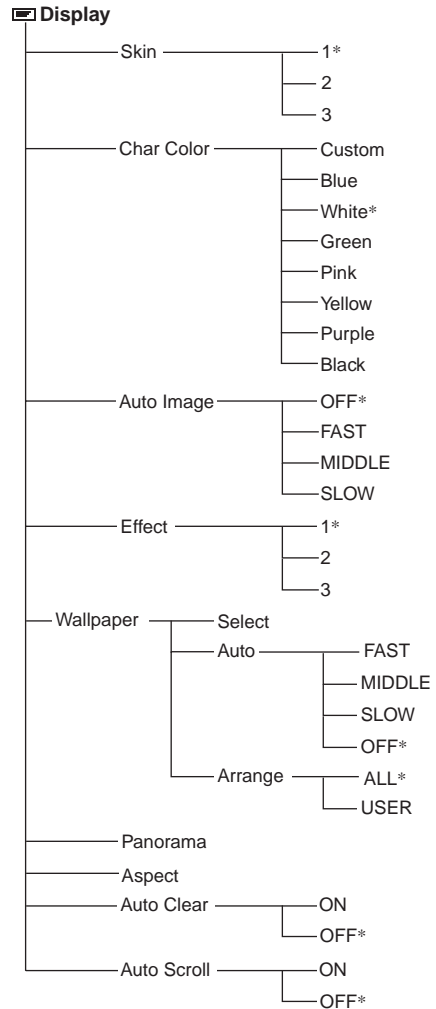 Display
Skin 1*
2
3
Char Color Custom
Blue
White*
Green
Pink
Yellow
Purple
Black
Auto Image OFF*
FAST
MIDDLE
SLOW
Effect 1*
2
3
Wallpaper Select
Auto FAST
MIDDLE
SLOW
OFF*
Arrange ALL*
USER
Panorama
Aspect
Auto Clear ON
OFF*
Auto Scroll ON
OFF*